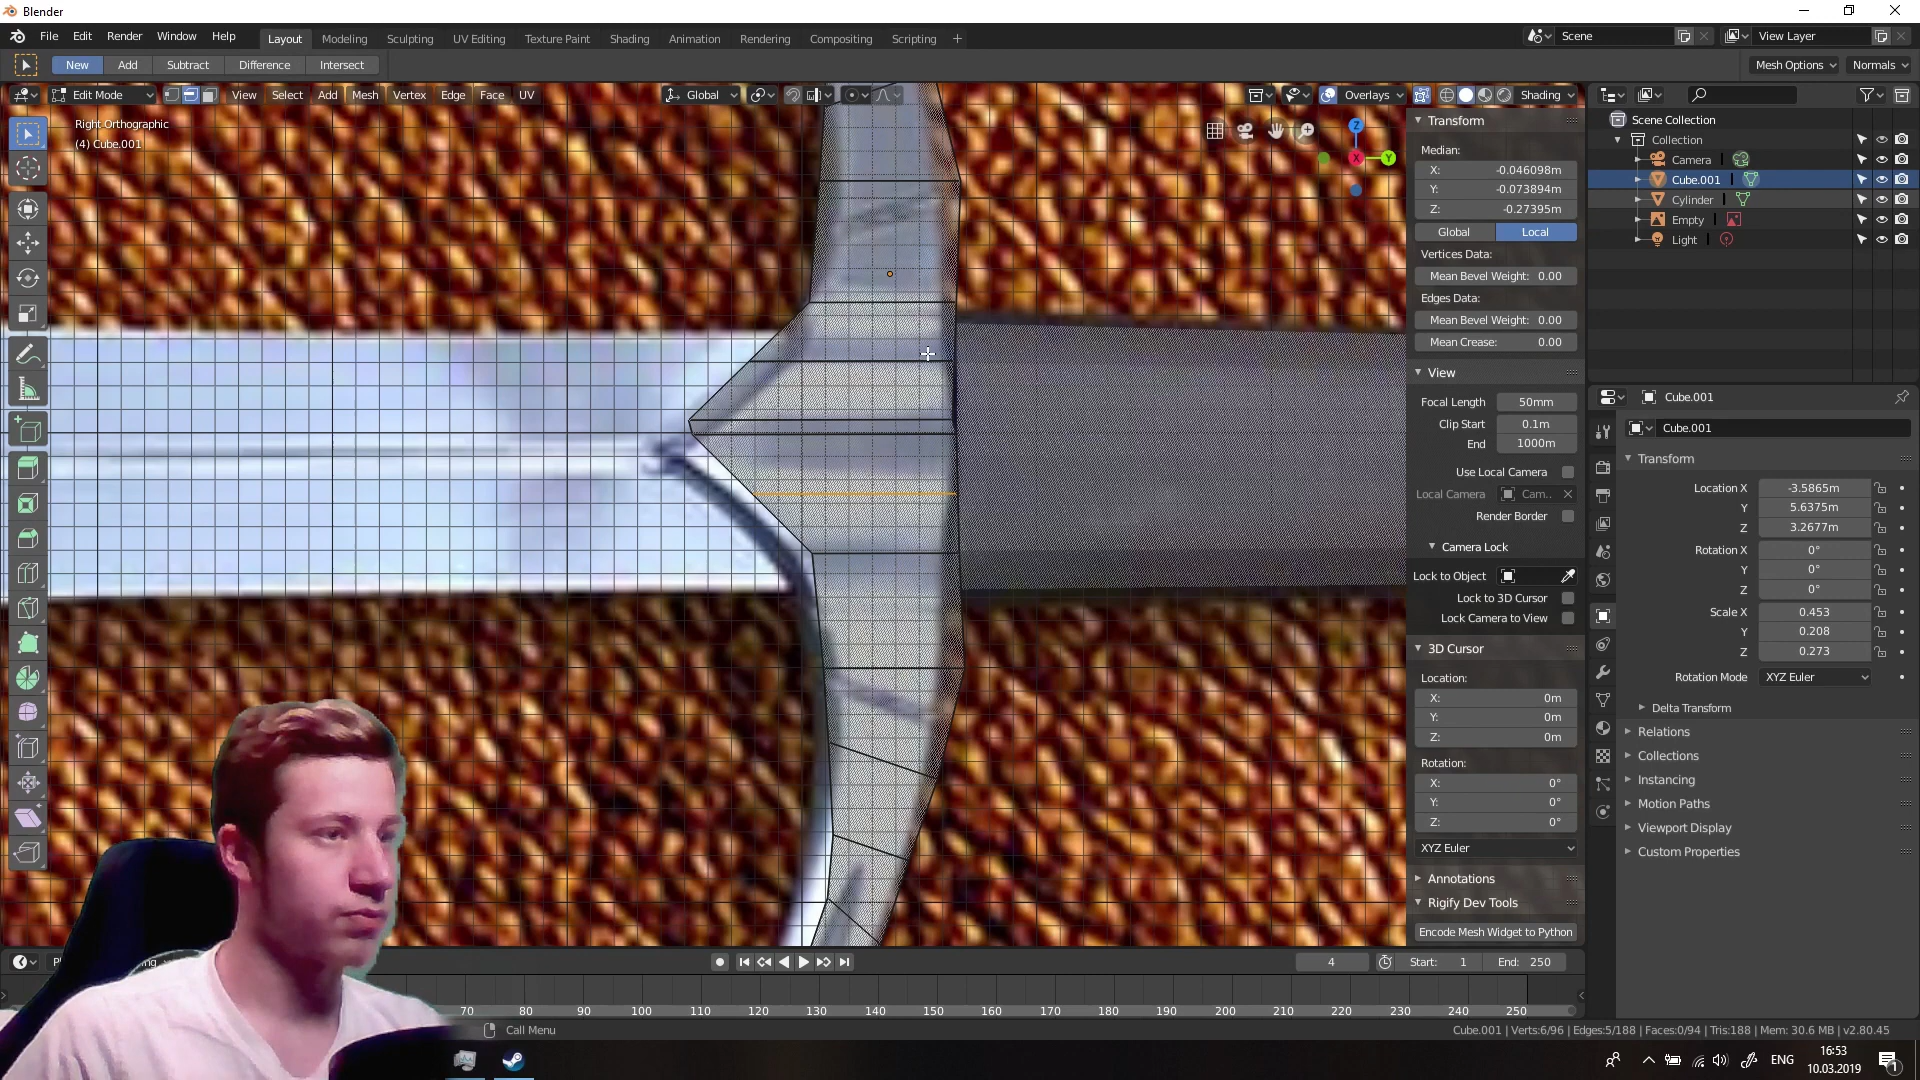 Blender
File Edit Render Window Help
Layout Modeling Sculpting UV Editing Texture Paint Shading Animation Rendering Compositing Scripting +
Scene
View Layer
New Add Subtract Difference Intersect
Mesh Options Normals
Edit Mode View Select Add Mesh Vertex Edge Face UV
Global
Overlays Shading
Right Orthographic
(4) Cube.001
Z
Y
X
Transform
Median:
X: -0.046098m
Y: -0.073894m
Z: -0.27395m
Global Local
Vertices Data:
Mean Bevel Weight: 0.00
Edges Data:
Mean Bevel Weight: 0.00
Mean Crease: 0.00
View
Focal Length 50mm
Clip Start 0.1m
End 1000m
Use Local Camera
Local Camera Cam..
Render Border
Camera Lock
Lock to Object
Lock to 3D Cursor
Lock Camera to View
3D Cursor
Location:
X: 0m
Y: 0m
Z: 0m
Rotation:
X: 0°
Y: 0°
Z: 0°
XYZ Euler
Annotations
Rigify Dev Tools
Encode Mesh Widget to Python
Scene Collection
Collection
Camera
Cube.001
Cylinder
Empty
Light
Cube.001
Cube.001
Transform
Location X -3.5865m
Y 5.6375m
Z 3.2677m
Rotation X 0°
Y 0°
Z 0°
Scale X 0.453
Y 0.208
Z 0.273
Rotation Mode XYZ Euler
Delta Transform
Relations
Collections
Instancing
Motion Paths
Viewport Display
Custom Properties
4 Start: 1 End: 250
70 80 90 100 110 120 130 140 150 160 170 180 190 200 210 220 230 240 250
Call Menu
Cube.001 | Verts:6/96 | Edges:5/188 | Faces:0/94 | Tris:188 | Mem: 30.6 MB | v2.80.45
ENG
16:53
10.03.2019
1